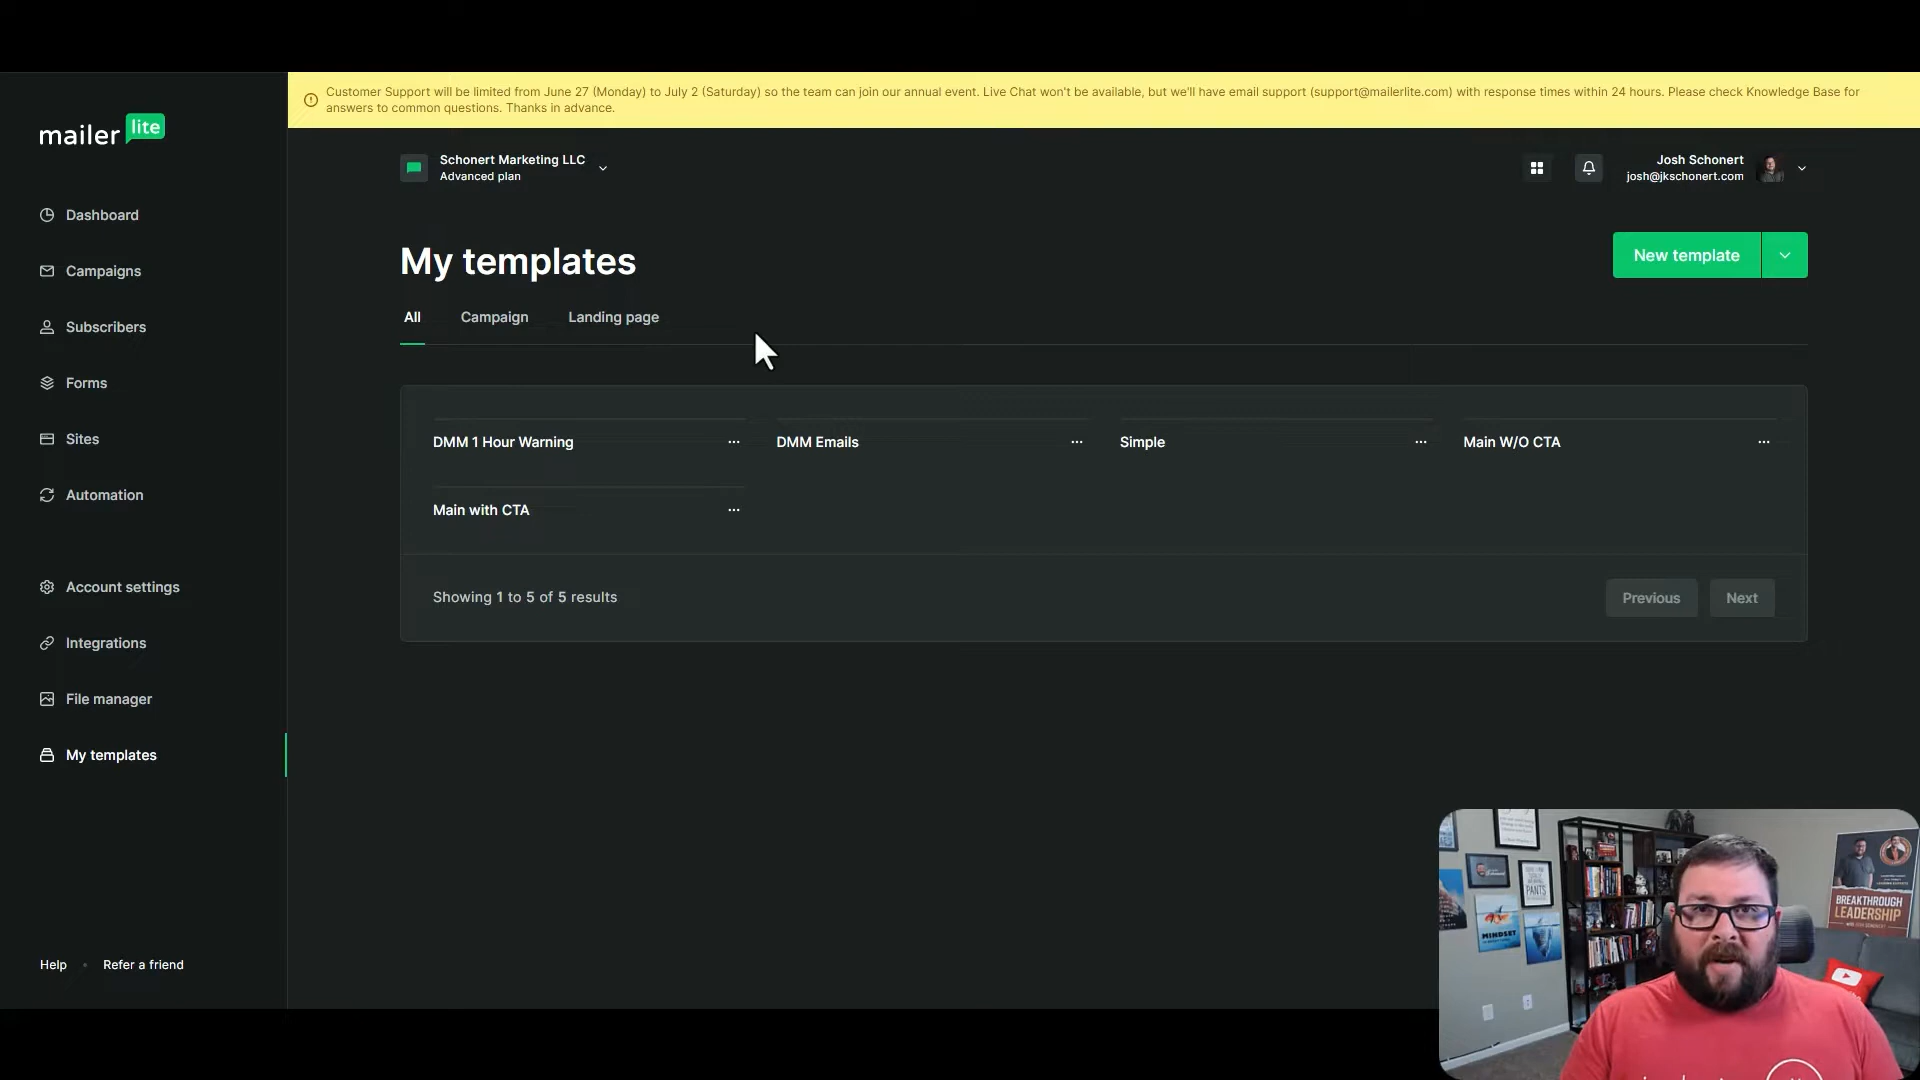 mailer lite
Customer Support will be limited from June 27 (Monday) to July 2 (Saturday) so the team can join our annual event. Live Chat won't be available, but we'll have email support (support@mailerlite.com) with response times within 24 hours. Please check Knowledge Base for
answers to common questions. Thanks in advance.
Schonert Marketing LLC
Advanced plan
Josh Schonert
josh@jkschonert.com
Dashboard
Campaigns
Subscribers
Forms
Sites
Automation
Account settings
Integrations
File manager
My templates
Help • Refer a friend
My templates
New template
All Campaign Landing page
DMM 1 Hour Warning ... DMM Emails ... Simple ... Main W/O CTA ...
Main with CTA ...
Showing 1 to 5 of 5 results
Previous Next
PANTS
MINDSET
BREAKTHROUGH
LEADERSHIP